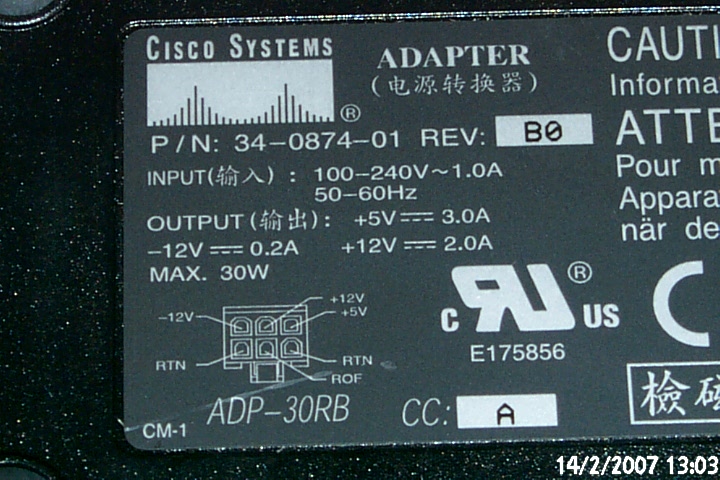 CISCO SYSTEMS
®
ADAPTER
(电源转换器)
P/N: 34-0874-01 REV: B0
INPUT(输入) : 100-240V~1.0A
50-60Hz
OUTPUT(输出): +5V⎓3.0A
-12V⎓0.2A +12V⎓2.0A
MAX. 30W
-12V
+12V
+5V
RTN
RTN
ROF
CM-1
ADP-30RB
CC: A
c RU ® US
E175856
CAUTI
Informa
ATTE
Pour m
Appara
när de
C
檢磁
14/2/2007 13:03